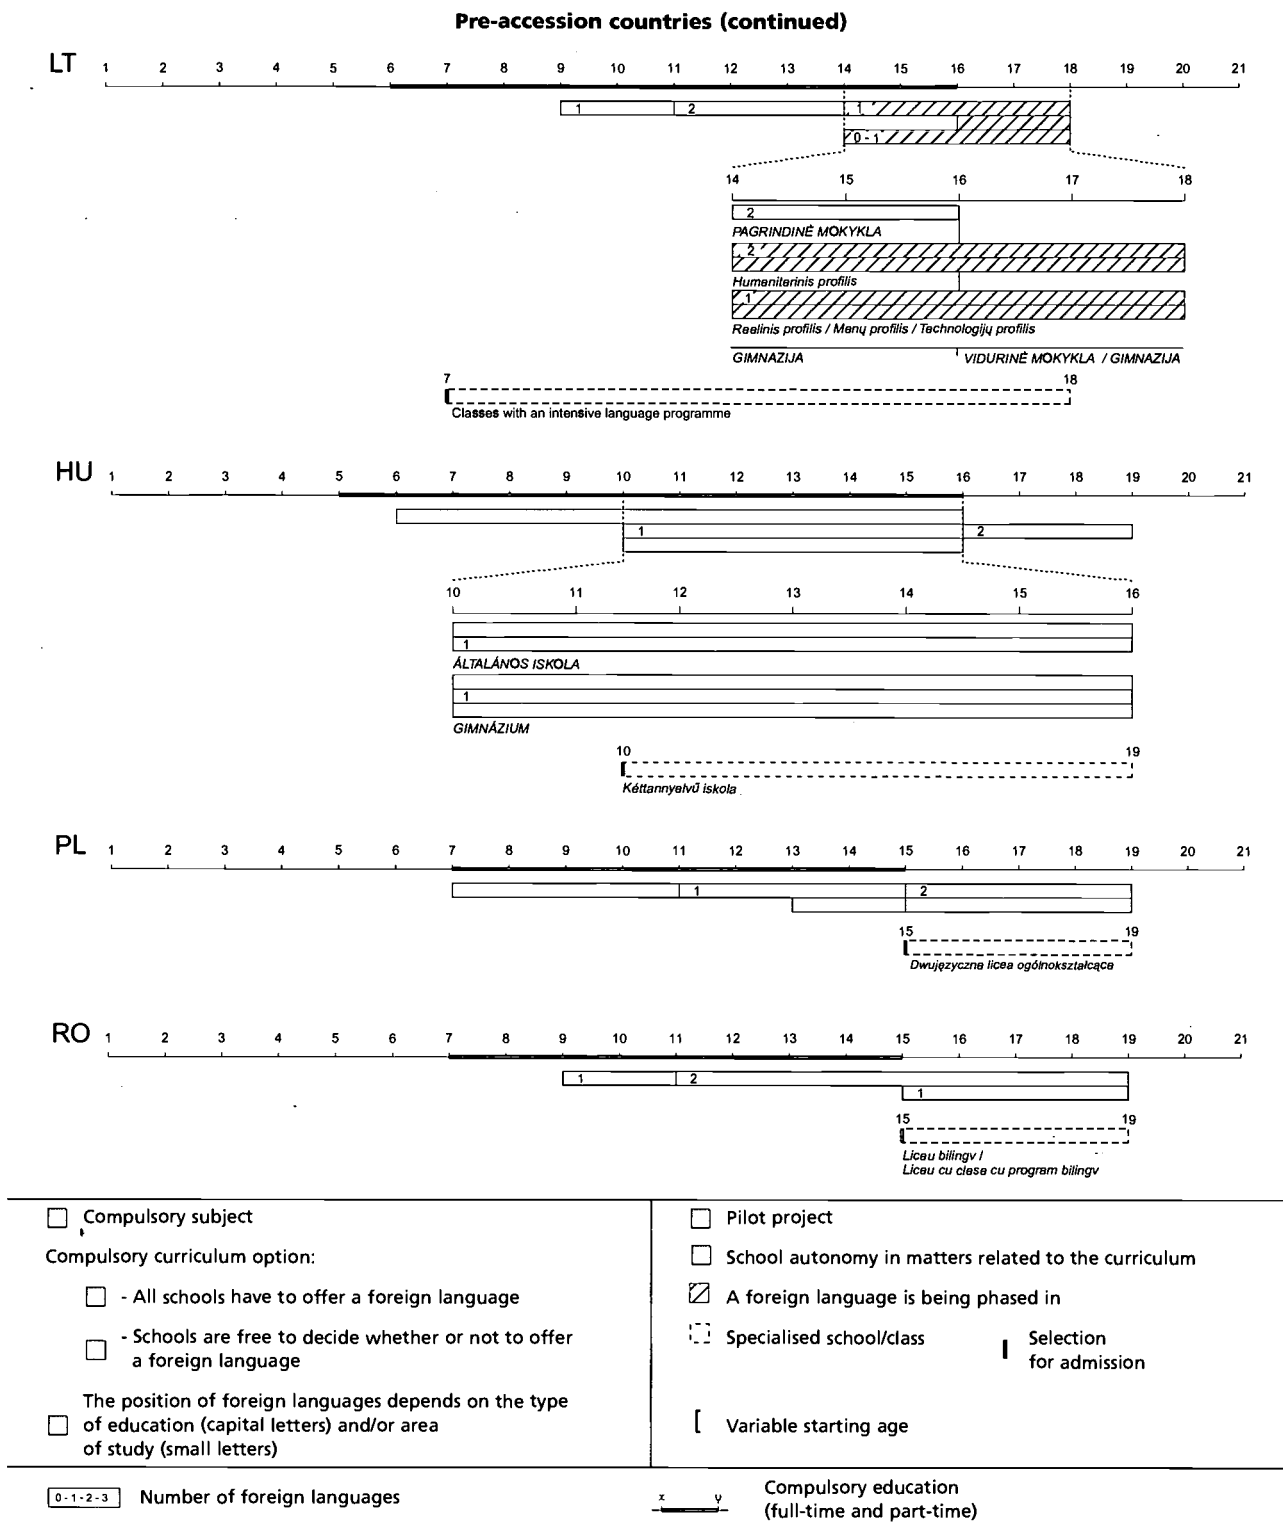 Pre-accession countries (continued)
LT 1 2 3 4 5 6 7 8 9 10 11 12 13 14 15 16 17 18 19 20 21
1 2 1
0 - 1
14 15 16 17 18
2
PAGRINDINĖ MOKYKLA
2
Humanitarinis profilis
1
Realinis profilis / Menų profilis / Technologijų profilis
GIMNAZIJA VIDURINĖ MOKYKLA / GIMNAZIJA
7 18
Classes with an intensive language programme
HU 1 2 3 4 5 6 7 8 9 10 11 12 13 14 15 16 17 18 19 20 21
1 2
10 11 12 13 14 15 16
1
ÁLTALÁNOS ISKOLA
1
GIMNÁZIUM
10 19
Kéttannyelvű iskola
PL 1 2 3 4 5 6 7 8 9 10 11 12 13 14 15 16 17 18 19 20 21
1 2
15 19
Dwujęzyczne licea ogólnokształcące
RO 1 2 3 4 5 6 7 8 9 10 11 12 13 14 15 16 17 18 19 20 21
1 2
1
15 19
Liceu bilingv /
Liceu cu clase cu program bilingv
Compulsory subject
Compulsory curriculum option:
- All schools have to offer a foreign language
- Schools are free to decide whether or not to offer
a foreign language
The position of foreign languages depends on the type
of education (capital letters) and/or area
of study (small letters)
Pilot project
School autonomy in matters related to the curriculum
A foreign language is being phased in
Specialised school/class
Selection
for admission
Variable starting age
0-1-2-3 Number of foreign languages
x y
Compulsory education
(full-time and part-time)